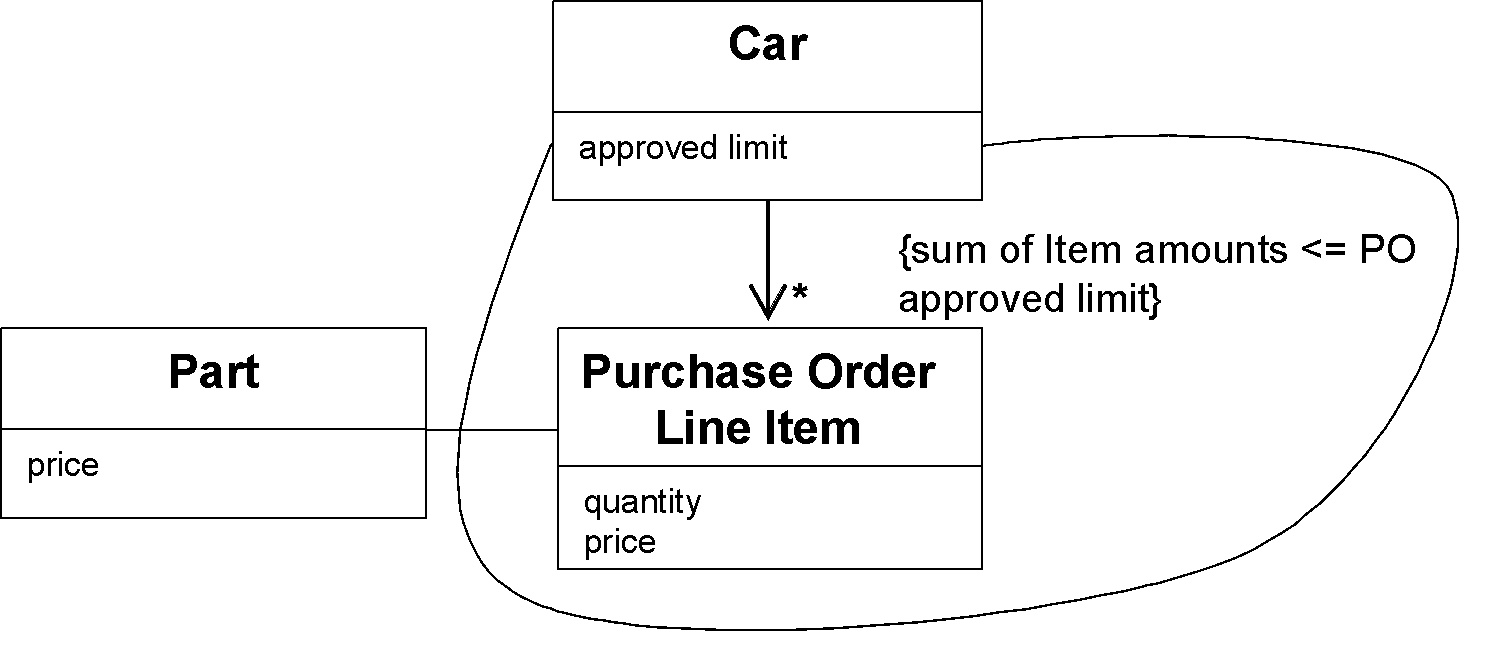 Car
approved limit
{sum of Item amounts <= PO
approved limit}
*
Part
price
Purchase Order
Line Item
quantity
price